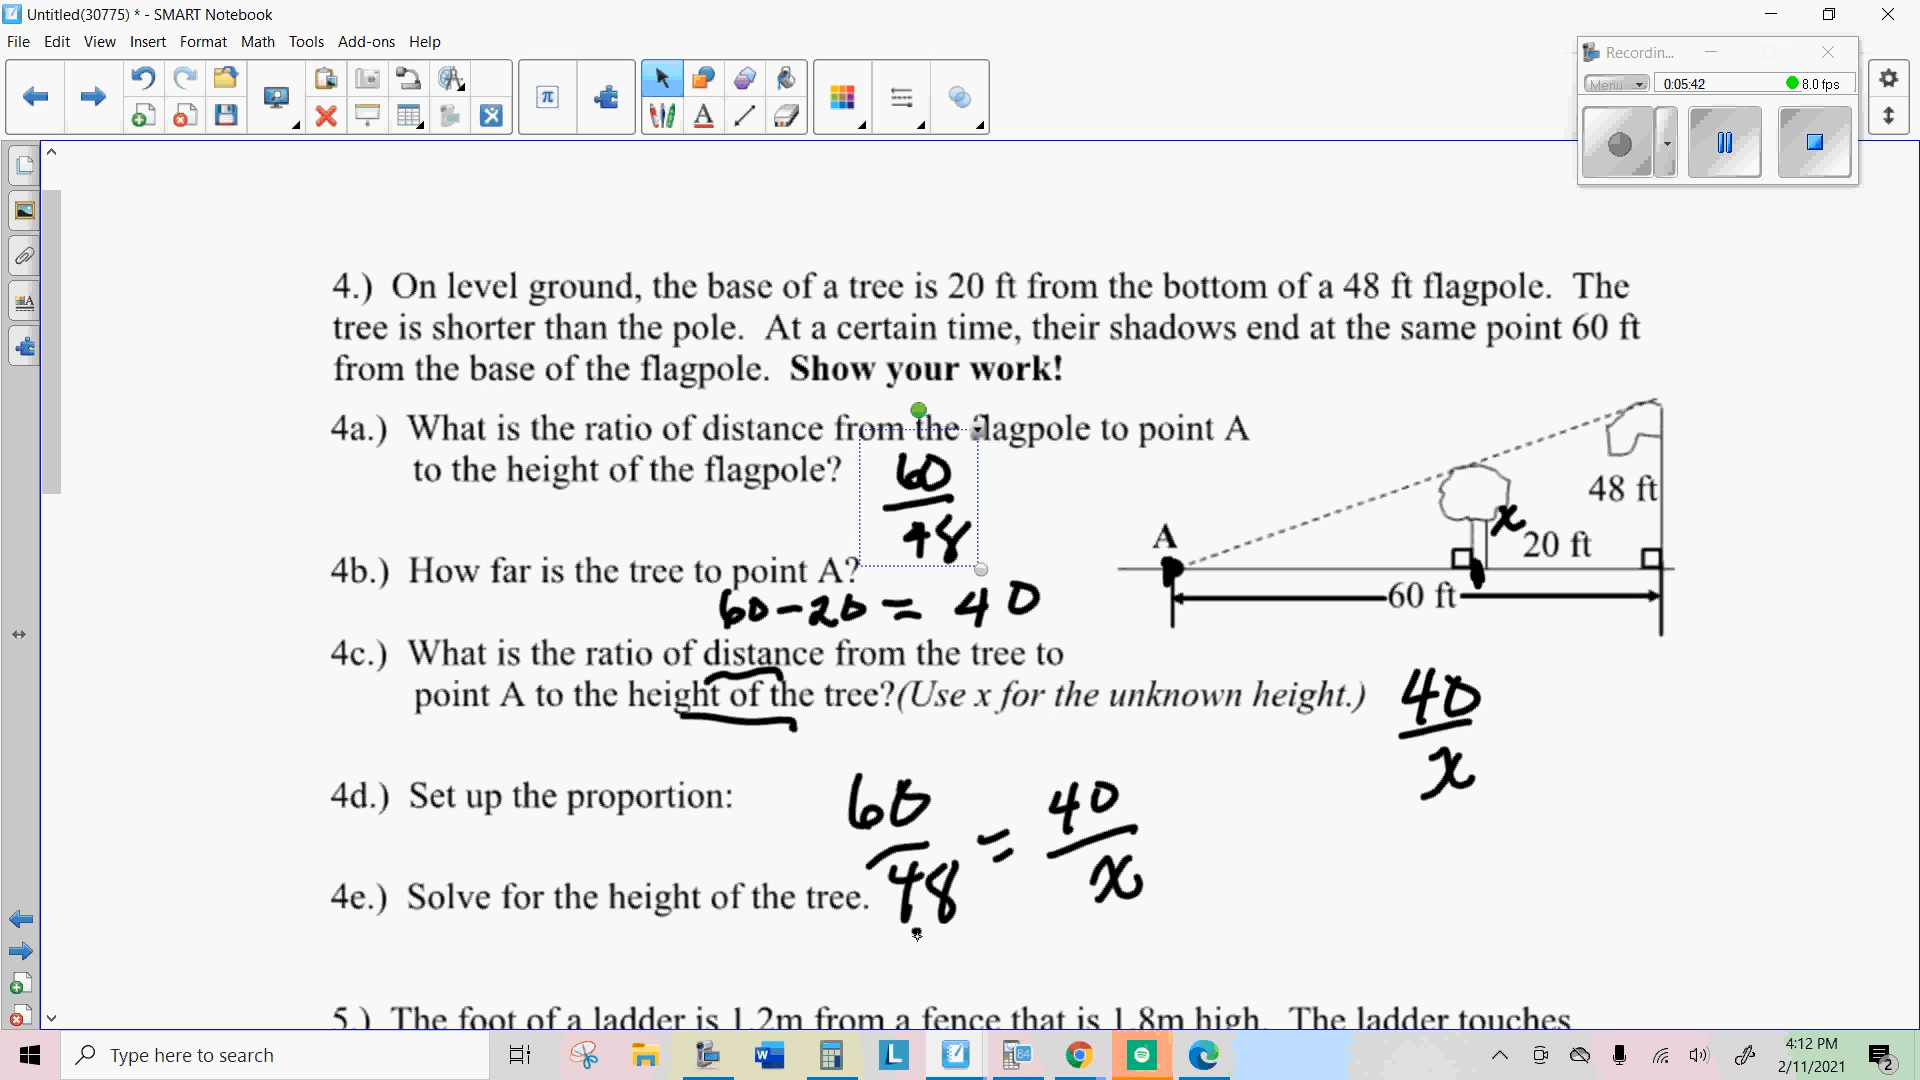 Untitled(30775) * - SMART Notebook
File Edit View Insert Format Math Tools Add-ons Help
Recordin...
Menu 0:05:42 8.0 fps
π
A
4.) On level ground, the base of a tree is 20 ft from the bottom of a 48 ft flagpole. The
tree is shorter than the pole. At a certain time, their shadows end at the same point 60 ft
from the base of the flagpole. Show your work!
4a.) What is the ratio of distance from the flagpole to point A
to the height of the flagpole?
60
48
48 ft
x
A
20 ft
60 ft
4b.) How far is the tree to point A?
60-20 = 40
4c.) What is the ratio of distance from the tree to
point A to the height of the tree?(Use x for the unknown height.)
40
x
4d.) Set up the proportion:
60 = 40
48 x
4e.) Solve for the height of the tree.
5.) The foot of a ladder is 1.2m from a fence that is 1.8m high. The ladder touches
Type here to search
W
L
84
4:12 PM
2/11/2021
2